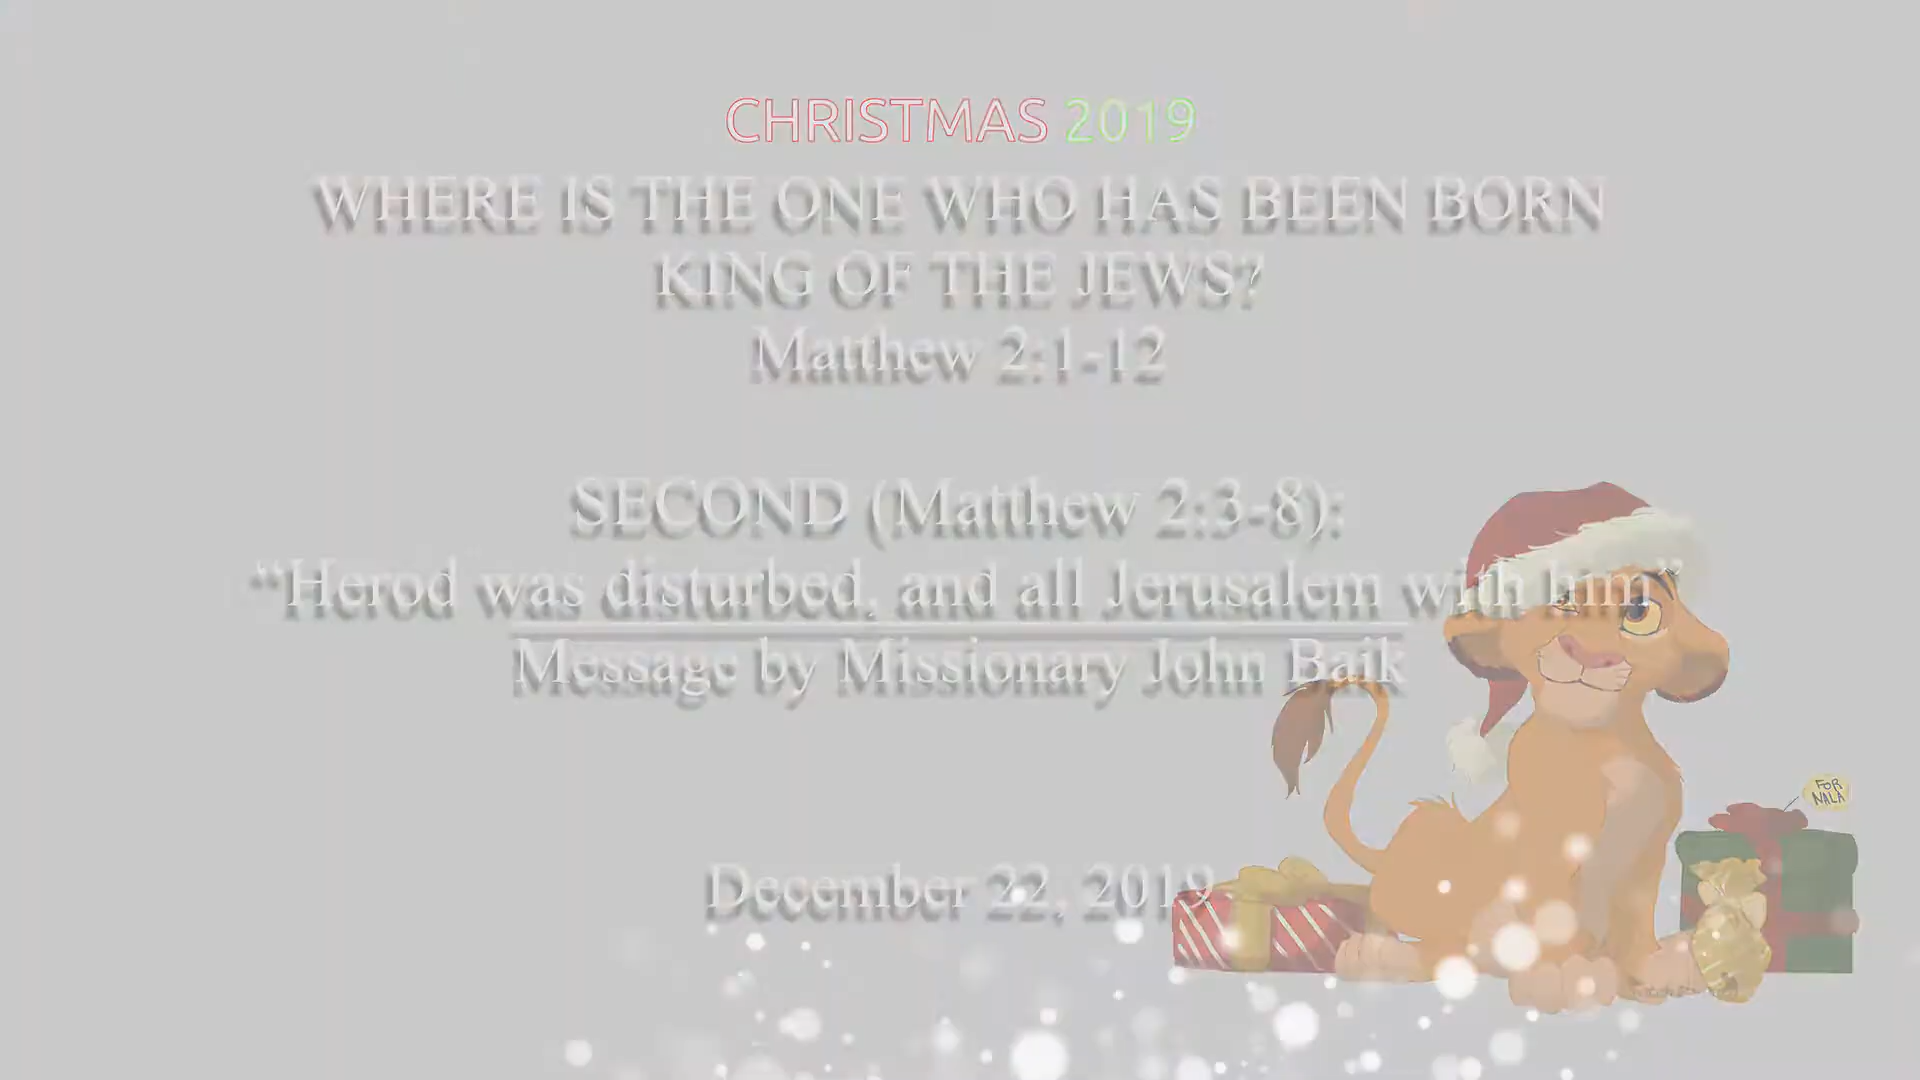 CHRISTMAS 2019
WHERE IS THE ONE WHO HAS BEEN BORN
KING OF THE JEWS?
Matthew 2:1-12
SECOND (Matthew 2:3-8):
“Herod was disturbed, and all Jerusalem with him”
Message by Missionary John Baik
FOR
NALA
December 22, 2019